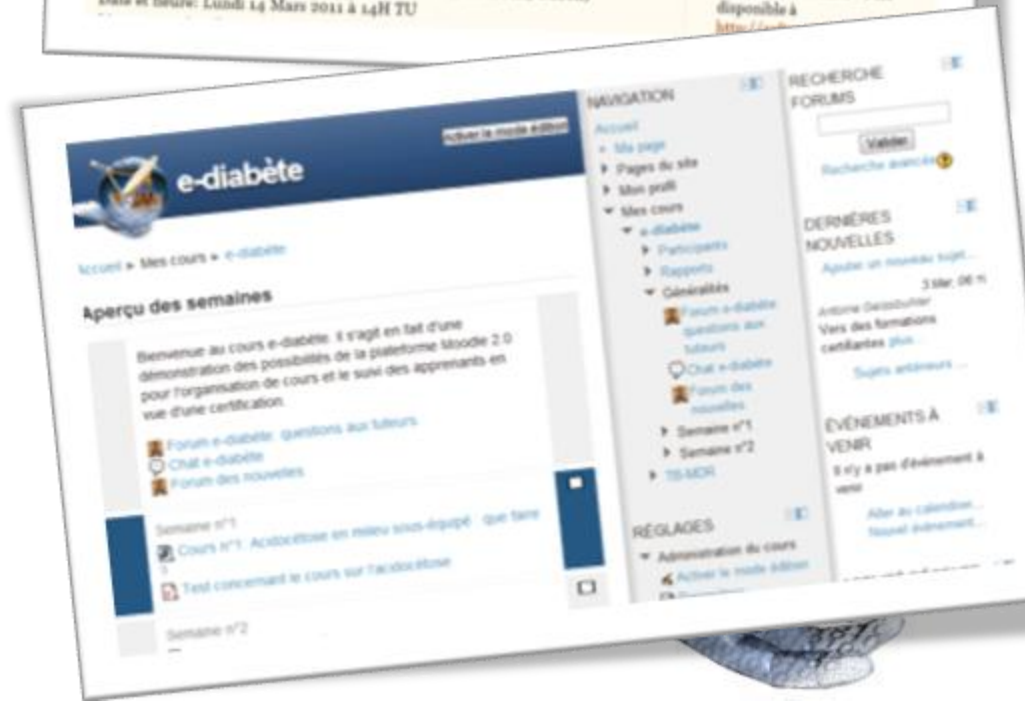 Date et heure: Lundi 14 Mars 2011 à 14H TU
disponible à
e-diabète
Activer le mode édition
Accueil ► Mes cours ► e-diabète
Aperçu des semaines
Bienvenue au cours e-diabète. Il s'agit en fait d'une
démonstration des possibilités de la plateforme Moodle 2.0
pour l'organisation de cours et le suivi des apprenants en
vue d'une certification.
Forum e-diabète: questions aux tuteurs
Chat e-diabète
Forum des nouvelles
Semaine n°1
Cours n°1: Acidocétose en milieu sous-équipé : que faire
?
Test concernant le cours sur l'acidocétose
Semaine n°2
NAVIGATION
Accueil
Ma page
Pages du site
Mon profil
Mes cours
e-diabète
Participants
Rapports
Généralités
Forum e-diabète:
questions aux
tuteurs
Chat e-diabète
Forum des
nouvelles
Semaine n°1
Semaine n°2
TB-MDR
RÉGLAGES
Administration du cours
Activer le mode édition
RECHERCHE
FORUMS
Valider
Recherche avancée
DERNIÈRES
NOUVELLES
Ajouter un nouveau sujet...
Antoine Geissbuhler
Vers des formations
certifiantes plus...
Sujets antérieurs ...
ÉVÉNEMENTS À
VENIR
Il n'y a pas d'événement à
venir
Aller au calendrier...
Nouvel événement...